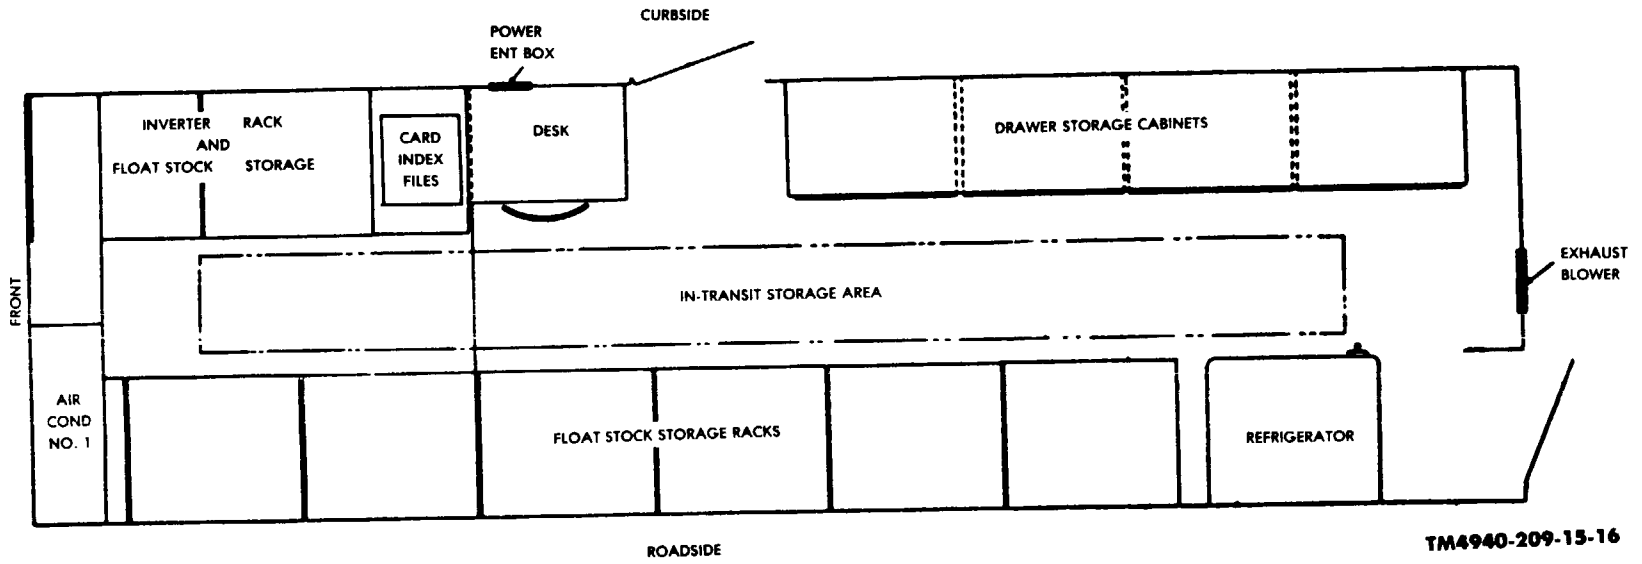 CURBSIDE
POWER
ENT BOX
INVERTER RACK
AND
FLOAT STOCK STORAGE
CARD
INDEX
FILES
DESK
DRAWER STORAGE CABINETS
EXHAUST
BLOWER
FRONT
IN-TRANSIT STORAGE AREA
AIR
COND
NO. 1
FLOAT STOCK STORAGE RACKS
REFRIGERATOR
ROADSIDE
TM4940-209-15-16